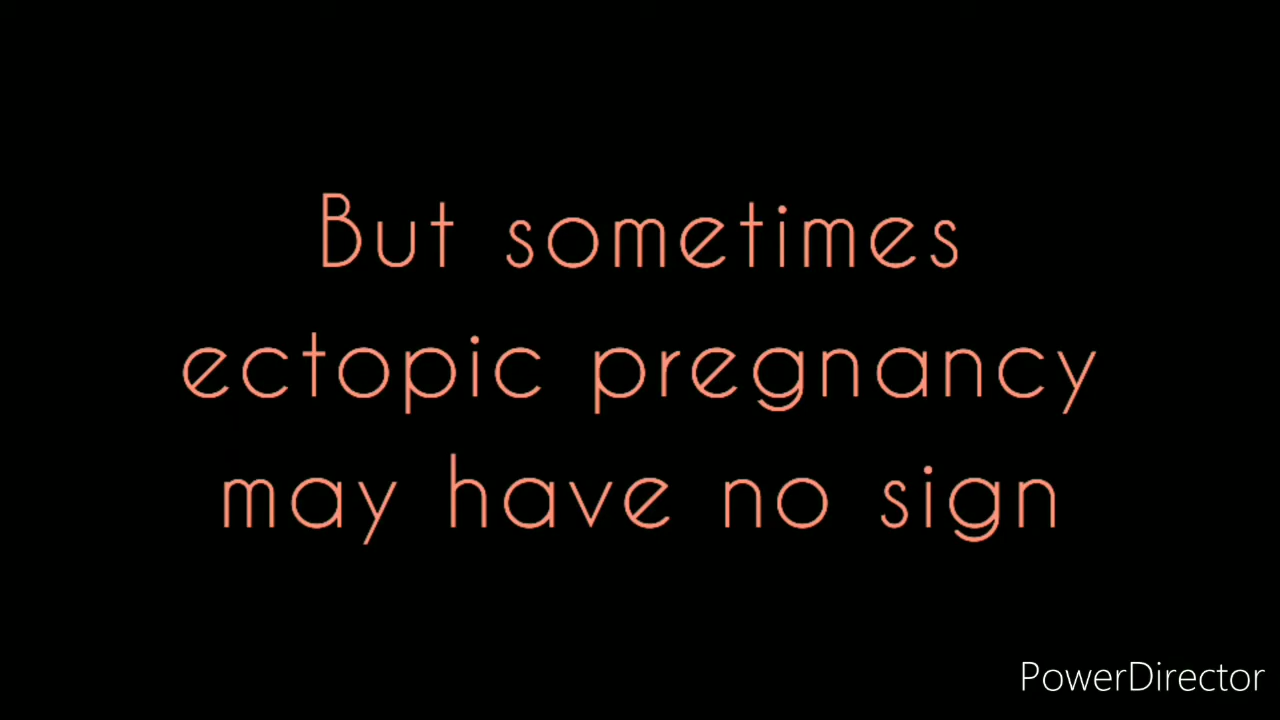 But sometimes
ectopic pregnancy
may have no sign
PowerDirector